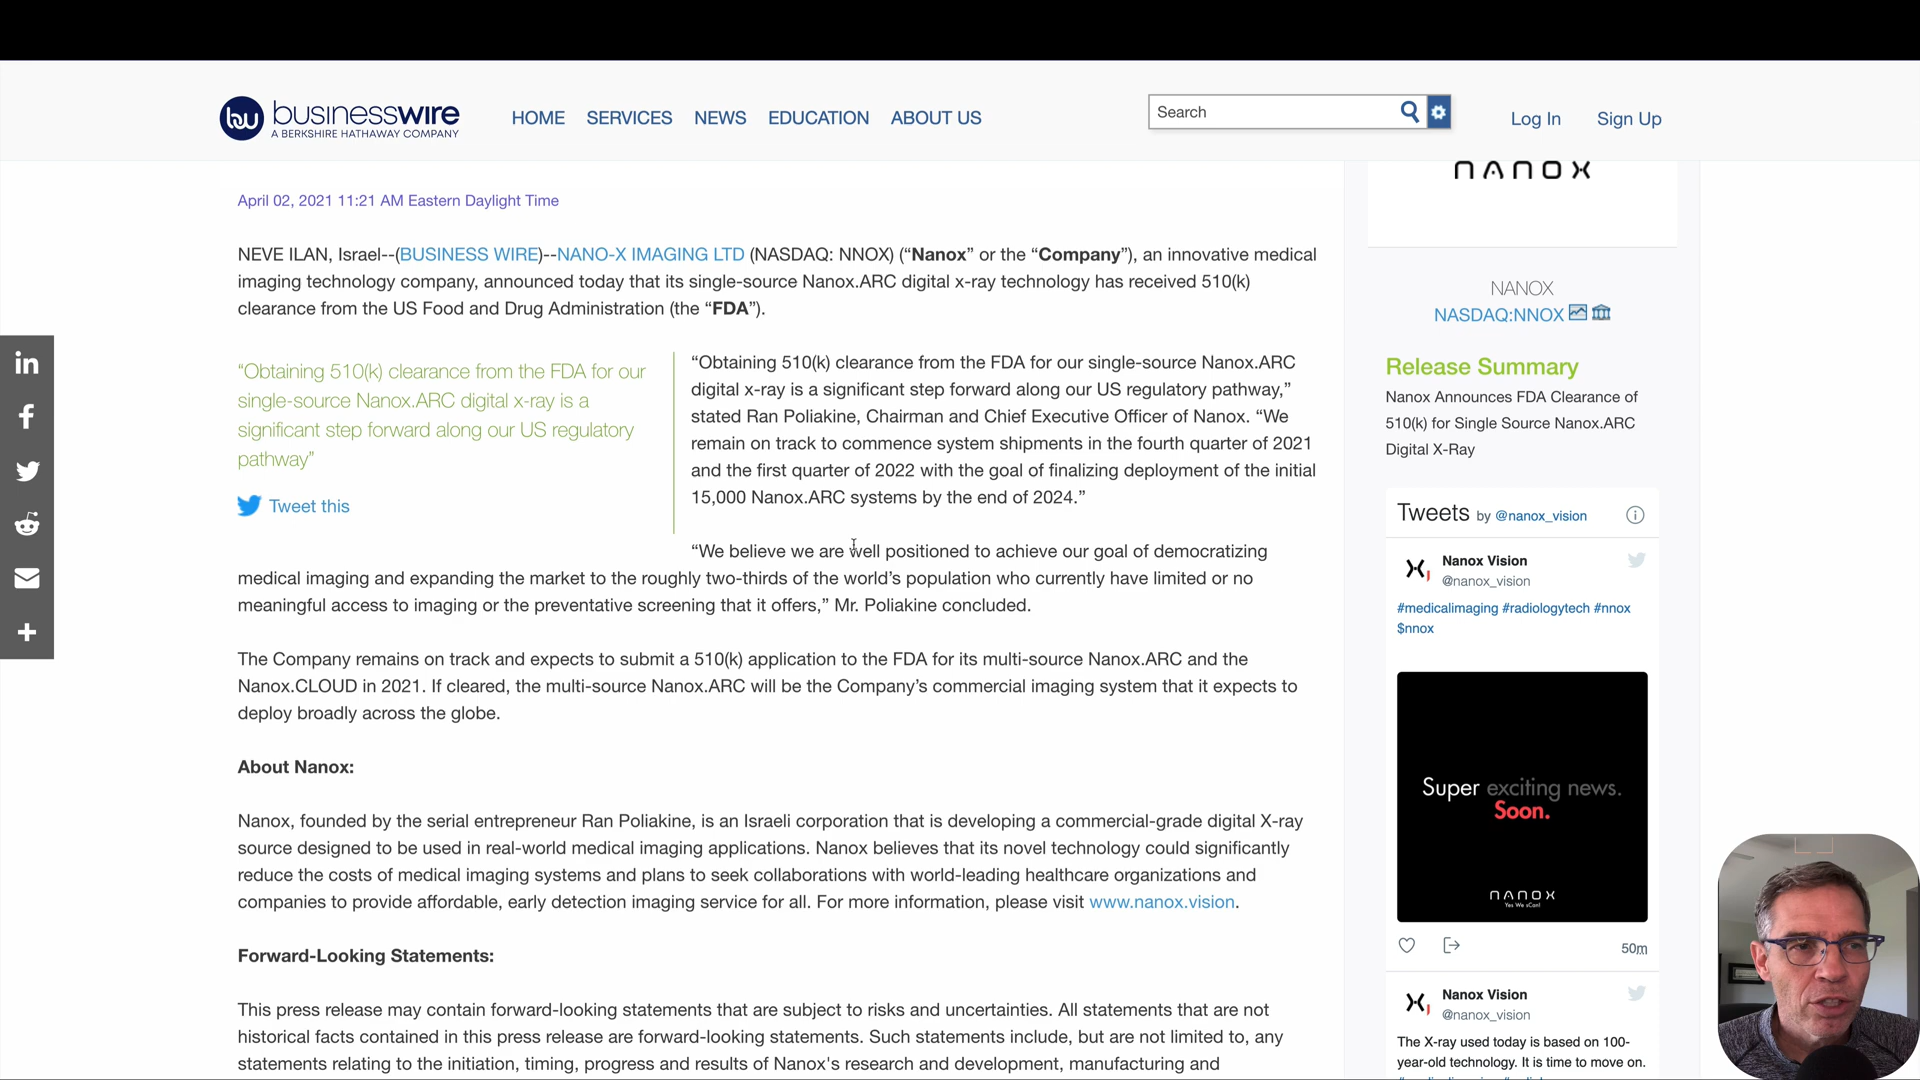 businesswire
A BERKSHIRE HATHAWAY COMPANY
HOME SERVICES NEWS EDUCATION ABOUT US
Search
Log In Sign Up
April 02, 2021 11:21 AM Eastern Daylight Time
NEVE ILAN, Israel--(BUSINESS WIRE)--NANO-X IMAGING LTD (NASDAQ: NNOX) (“Nanox” or the “Company”), an innovative medical
imaging technology company, announced today that its single-source Nanox.ARC digital x-ray technology has received 510(k)
clearance from the US Food and Drug Administration (the “FDA”).
“Obtaining 510(k) clearance from the FDA for our
single-source Nanox.ARC digital x-ray is a
significant step forward along our US regulatory
pathway”
Tweet this
“Obtaining 510(k) clearance from the FDA for our single-source Nanox.ARC
digital x-ray is a significant step forward along our US regulatory pathway,”
stated Ran Poliakine, Chairman and Chief Executive Officer of Nanox. “We
remain on track to commence system shipments in the fourth quarter of 2021
and the first quarter of 2022 with the goal of finalizing deployment of the initial
15,000 Nanox.ARC systems by the end of 2024.”
“We believe we are well positioned to achieve our goal of democratizing
medical imaging and expanding the market to the roughly two-thirds of the world’s population who currently have limited or no
meaningful access to imaging or the preventative screening that it offers,” Mr. Poliakine concluded.
The Company remains on track and expects to submit a 510(k) application to the FDA for its multi-source Nanox.ARC and the
Nanox.CLOUD in 2021. If cleared, the multi-source Nanox.ARC will be the Company’s commercial imaging system that it expects to
deploy broadly across the globe.
About Nanox:
Nanox, founded by the serial entrepreneur Ran Poliakine, is an Israeli corporation that is developing a commercial-grade digital X-ray
source designed to be used in real-world medical imaging applications. Nanox believes that its novel technology could significantly
reduce the costs of medical imaging systems and plans to seek collaborations with world-leading healthcare organizations and
companies to provide affordable, early detection imaging service for all. For more information, please visit www.nanox.vision.
Forward-Looking Statements:
This press release may contain forward-looking statements that are subject to risks and uncertainties. All statements that are not
historical facts contained in this press release are forward-looking statements. Such statements include, but are not limited to, any
statements relating to the initiation, timing, progress and results of Nanox's research and development, manufacturing and
NANOX
NANOX
NASDAQ:NNOX
Release Summary
Nanox Announces FDA Clearance of
510(k) for Single Source Nanox.ARC
Digital X-Ray
Tweets by @nanox_vision
Nanox Vision
@nanox_vision
#medicalimaging #radiologytech #nnox
$nnox
Super exciting news.
Soon.
NANOX
Yes We sCan!
50m
Nanox Vision
@nanox_vision
The X-ray used today is based on 100-
year-old technology. It is time to move on.